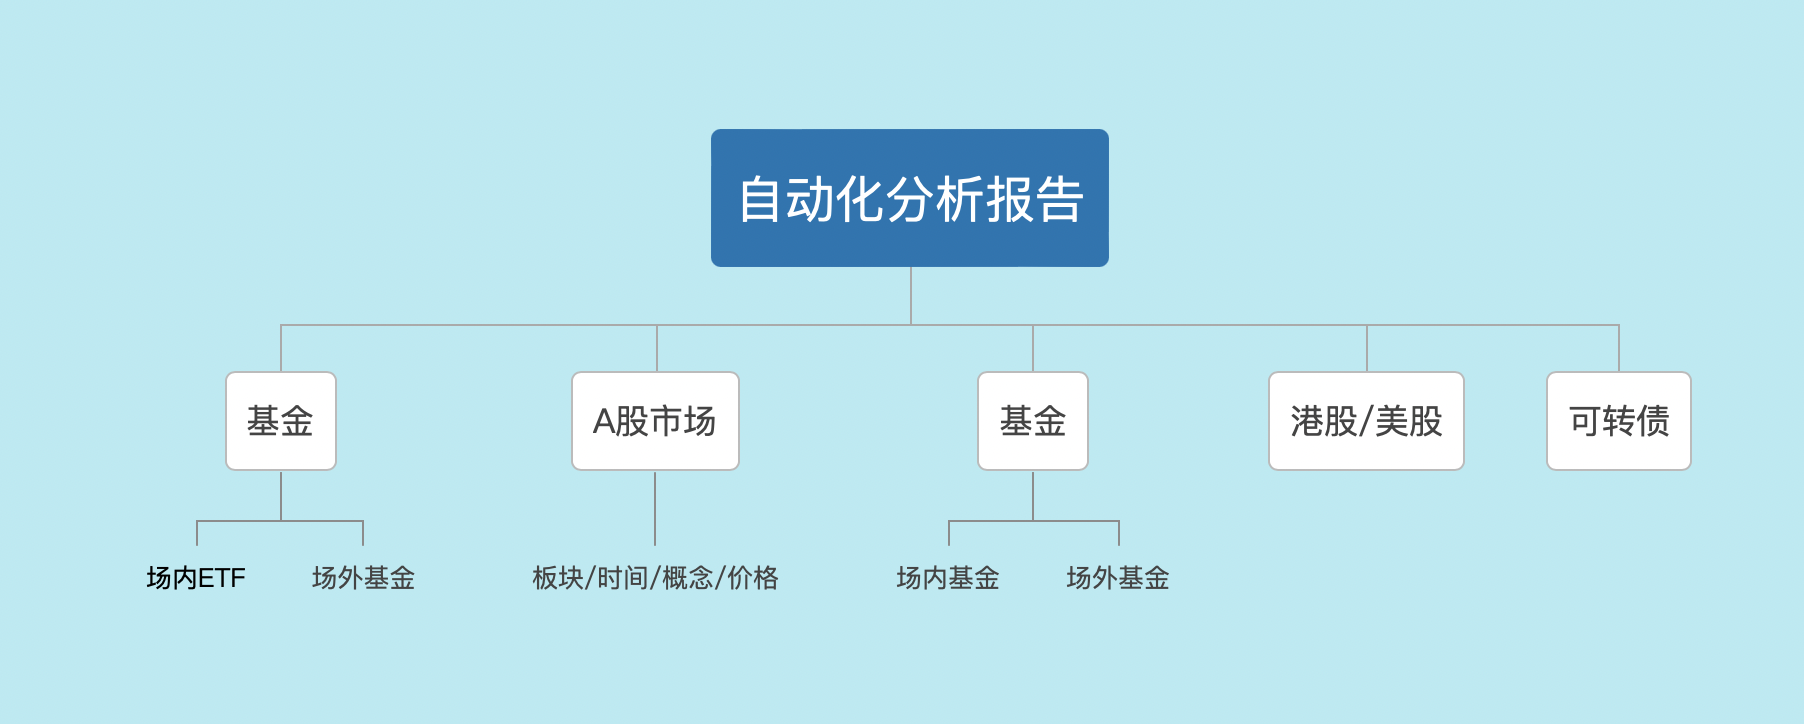 自动化分析报告
基金
A股市场
基金
港股/美股
可转债
场内ETF
场外基金
板块/时间/概念/价格
场内基金
场外基金